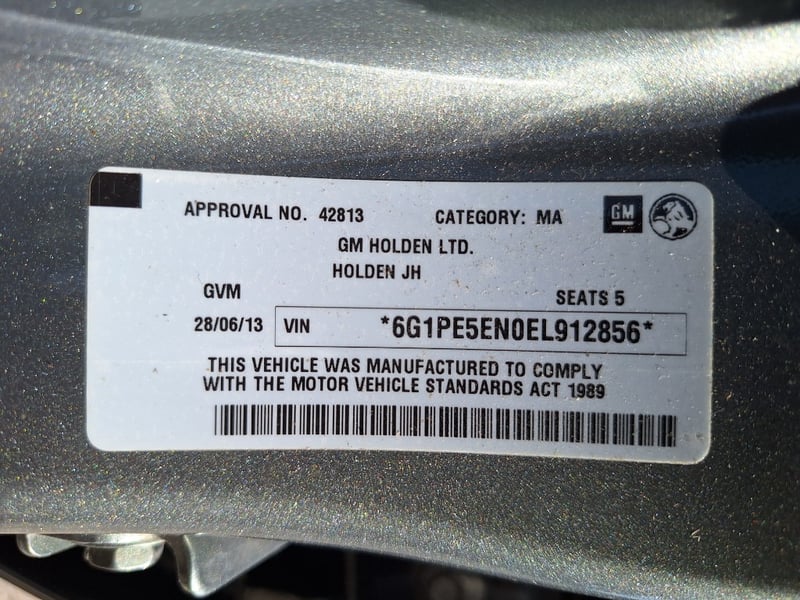 APPROVAL NO. 42813 CATEGORY: MA GM
GM HOLDEN LTD.
HOLDEN JH
GVM SEATS 5
28/06/13 VIN *6G1PE5EN0EL912856*
THIS VEHICLE WAS MANUFACTURED TO COMPLY
WITH THE MOTOR VEHICLE STANDARDS ACT 1989